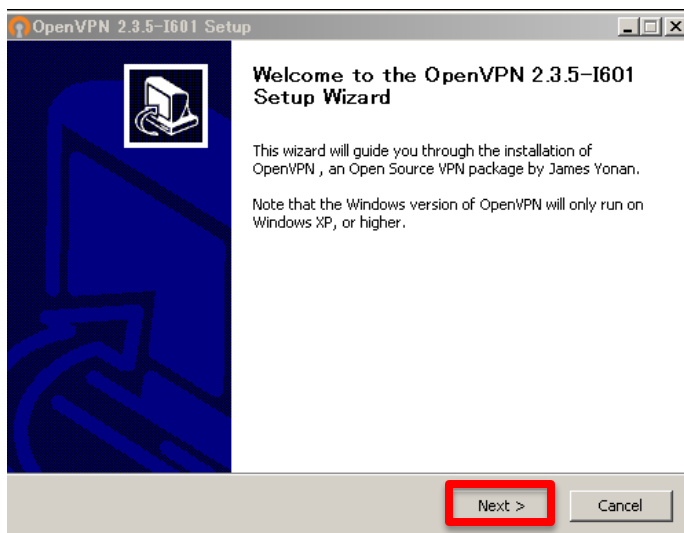 OpenVPN 2.3.5-I601 Setup
Welcome to the OpenVPN 2.3.5-I601
Setup Wizard
This wizard will guide you through the installation of
OpenVPN , an Open Source VPN package by James Yonan.
Note that the Windows version of OpenVPN will only run on
Windows XP, or higher.
Next >
Cancel